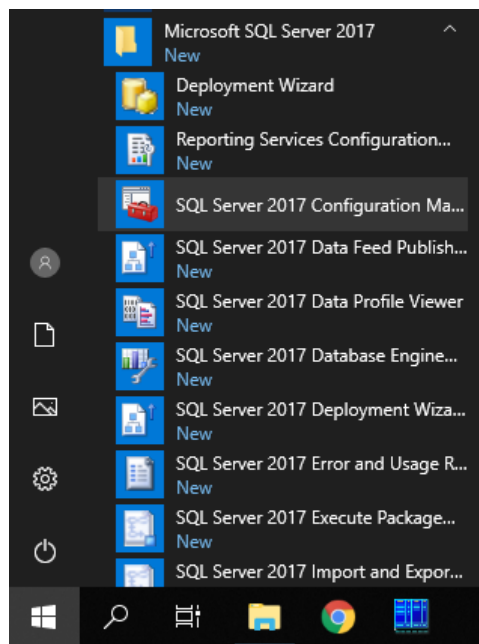 Microsoft SQL Server 2017
New
Deployment Wizard
New
Reporting Services Configuration...
New
SQL Server 2017 Configuration Ma...
SQL Server 2017 Data Feed Publish...
New
SQL Server 2017 Data Profile Viewer
New
SQL Server 2017 Database Engine...
New
SQL Server 2017 Deployment Wiza...
New
SQL Server 2017 Error and Usage R...
New
SQL Server 2017 Execute Package...
New
SQL Server 2017 Import and Expor...